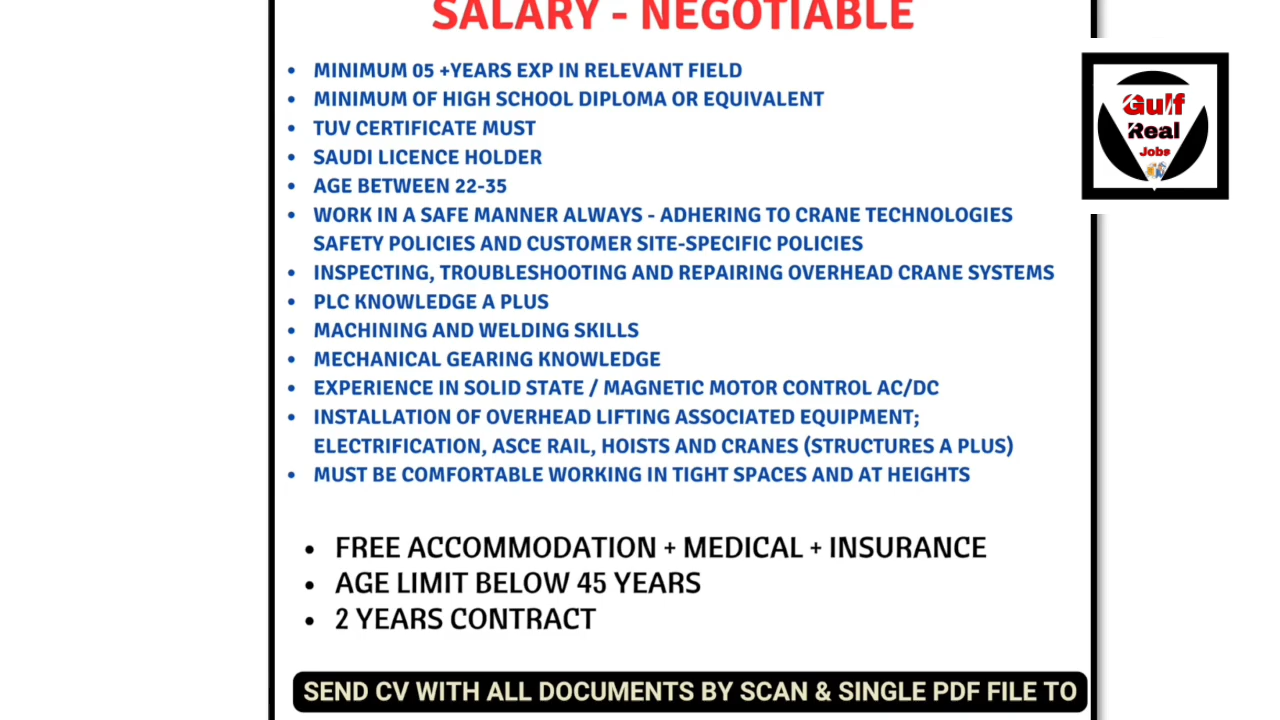 SALARY - NEGOTIABLE
• MINIMUM 05 +YEARS EXP IN RELEVANT FIELD
• MINIMUM OF HIGH SCHOOL DIPLOMA OR EQUIVALENT
• TUV CERTIFICATE MUST
• SAUDI LICENCE HOLDER
• AGE BETWEEN 22-35
• WORK IN A SAFE MANNER ALWAYS - ADHERING TO CRANE TECHNOLOGIES
SAFETY POLICIES AND CUSTOMER SITE-SPECIFIC POLICIES
• INSPECTING, TROUBLESHOOTING AND REPAIRING OVERHEAD CRANE SYSTEMS
• PLC KNOWLEDGE A PLUS
• MACHINING AND WELDING SKILLS
• MECHANICAL GEARING KNOWLEDGE
• EXPERIENCE IN SOLID STATE / MAGNETIC MOTOR CONTROL AC/DC
• INSTALLATION OF OVERHEAD LIFTING ASSOCIATED EQUIPMENT;
ELECTRIFICATION, ASCE RAIL, HOISTS AND CRANES (STRUCTURES A PLUS)
• MUST BE COMFORTABLE WORKING IN TIGHT SPACES AND AT HEIGHTS
• FREE ACCOMMODATION + MEDICAL + INSURANCE
• AGE LIMIT BELOW 45 YEARS
• 2 YEARS CONTRACT
SEND CV WITH ALL DOCUMENTS BY SCAN & SINGLE PDF FILE TO
Gulf
Real
Jobs